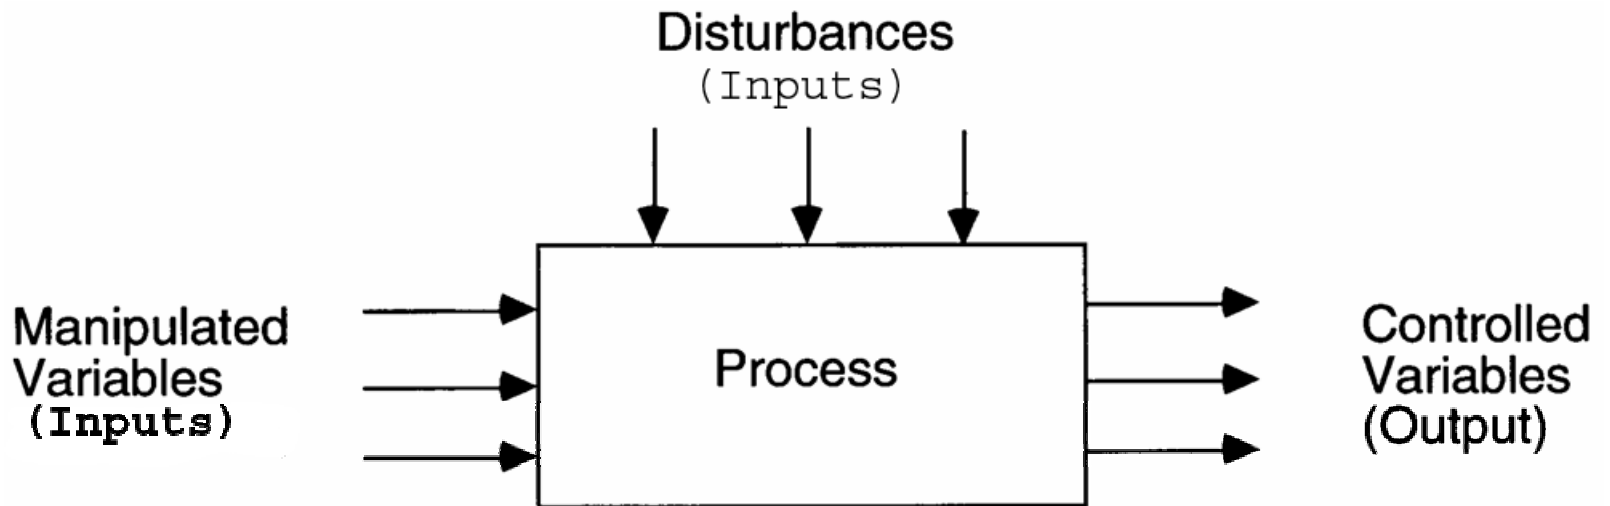 Disturbances
(Inputs)
Manipulated
Variables
(Inputs)
Process
Controlled
Variables
(Output)